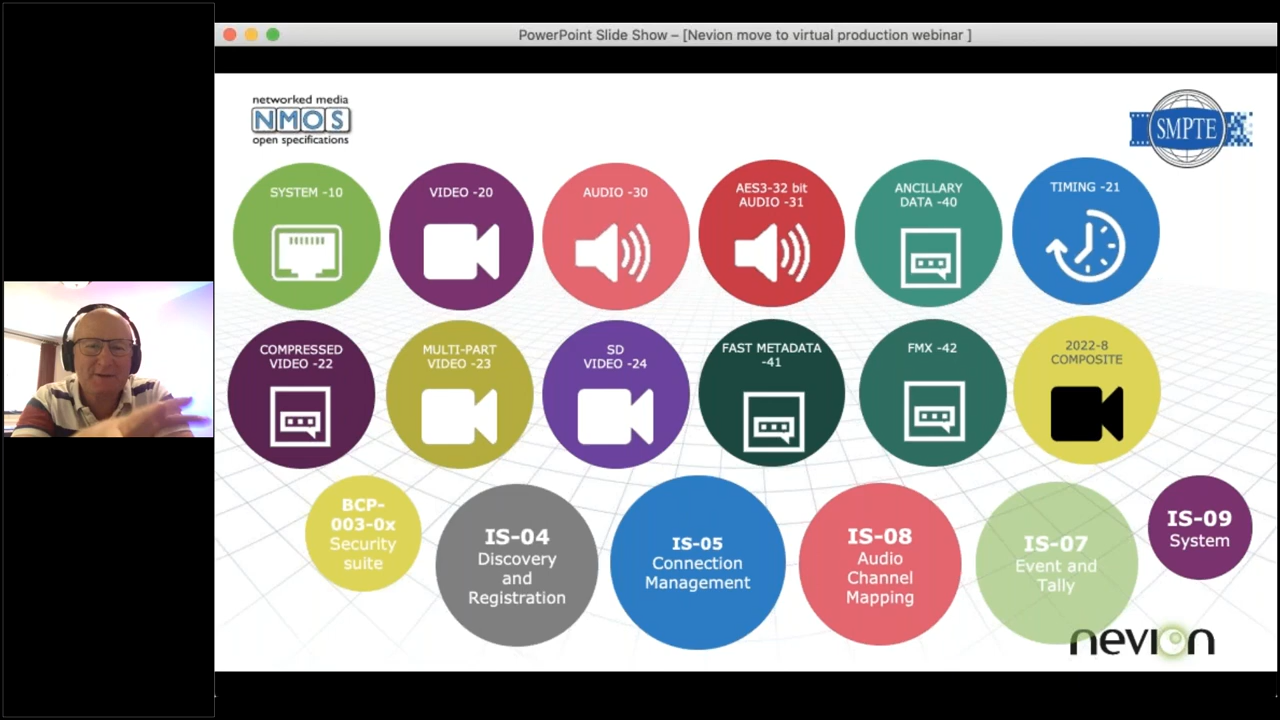 PowerPoint Slide Show – [Nevion move to virtual production webinar ]
networked media
NMOS
open specifications
SMPTE
SYSTEM -10
VIDEO -20
AUDIO -30
AES3-32 bit
AUDIO -31
ANCILLARY
DATA -40
TIMING -21
COMPRESSED
VIDEO -22
MULTI-PART
VIDEO -23
SD
VIDEO -24
FAST METADATA
-41
FMX -42
2022-8
COMPOSITE
BCP-
003-0x
Security
suite
IS-04
Discovery
and
Registration
IS-05
Connection
Management
IS-08
Audio
Channel
Mapping
IS-07
Event and
Tally
IS-09
System
nevion